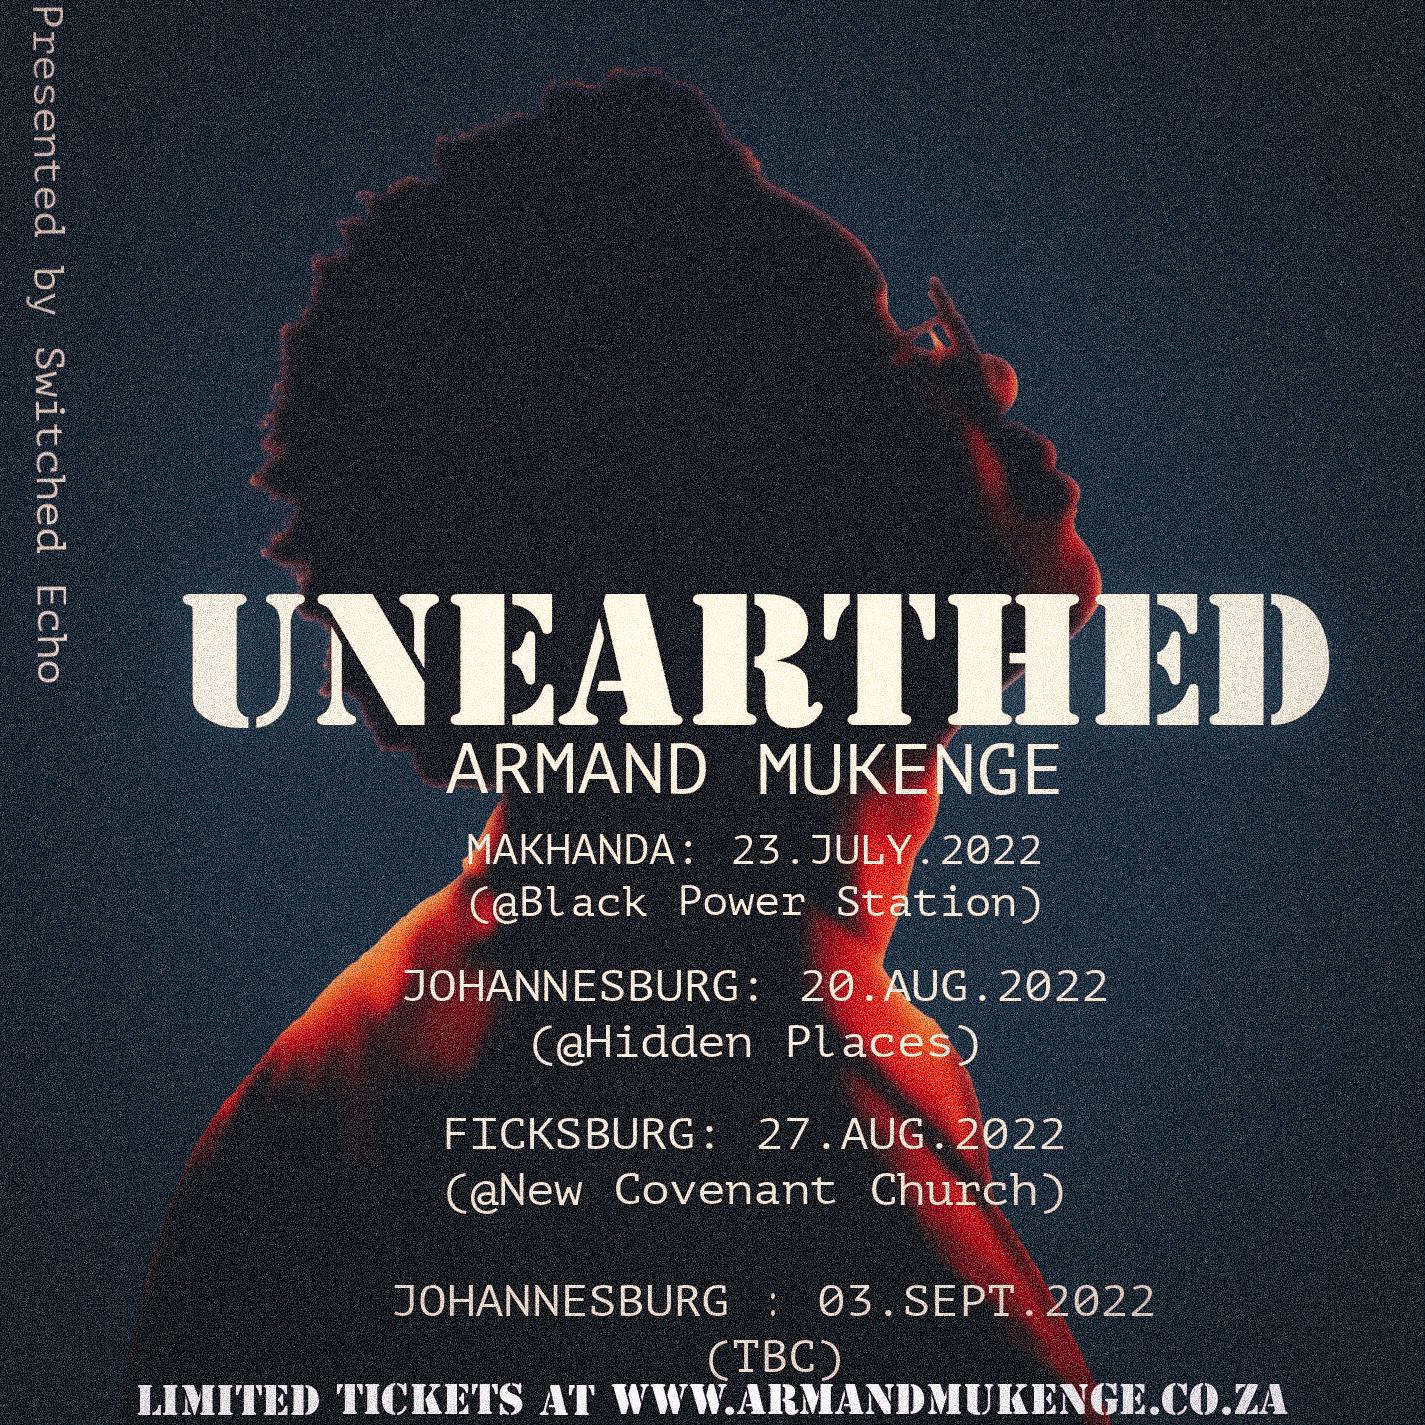 Presented by Switched Echo
UNEARTHED
ARMAND MUKENGE
MAKHANDA: 23.JULY.2022
(@Black Power Station)
JOHANNESBURG: 20.AUG.2022
(@Hidden Places)
FICKSBURG: 27.AUG.2022
(@New Covenant Church)
JOHANNESBURG : 03.SEPT.2022
(TBC)
LIMITED TICKETS AT WWW.ARMANDMUKENGE.CO.ZA